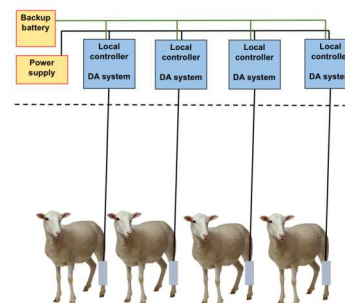 Backup
battery
Power
supply
Local
controller
DA system
Local
controller
DA system
Local
controller
DA system
Local
controller
DA system